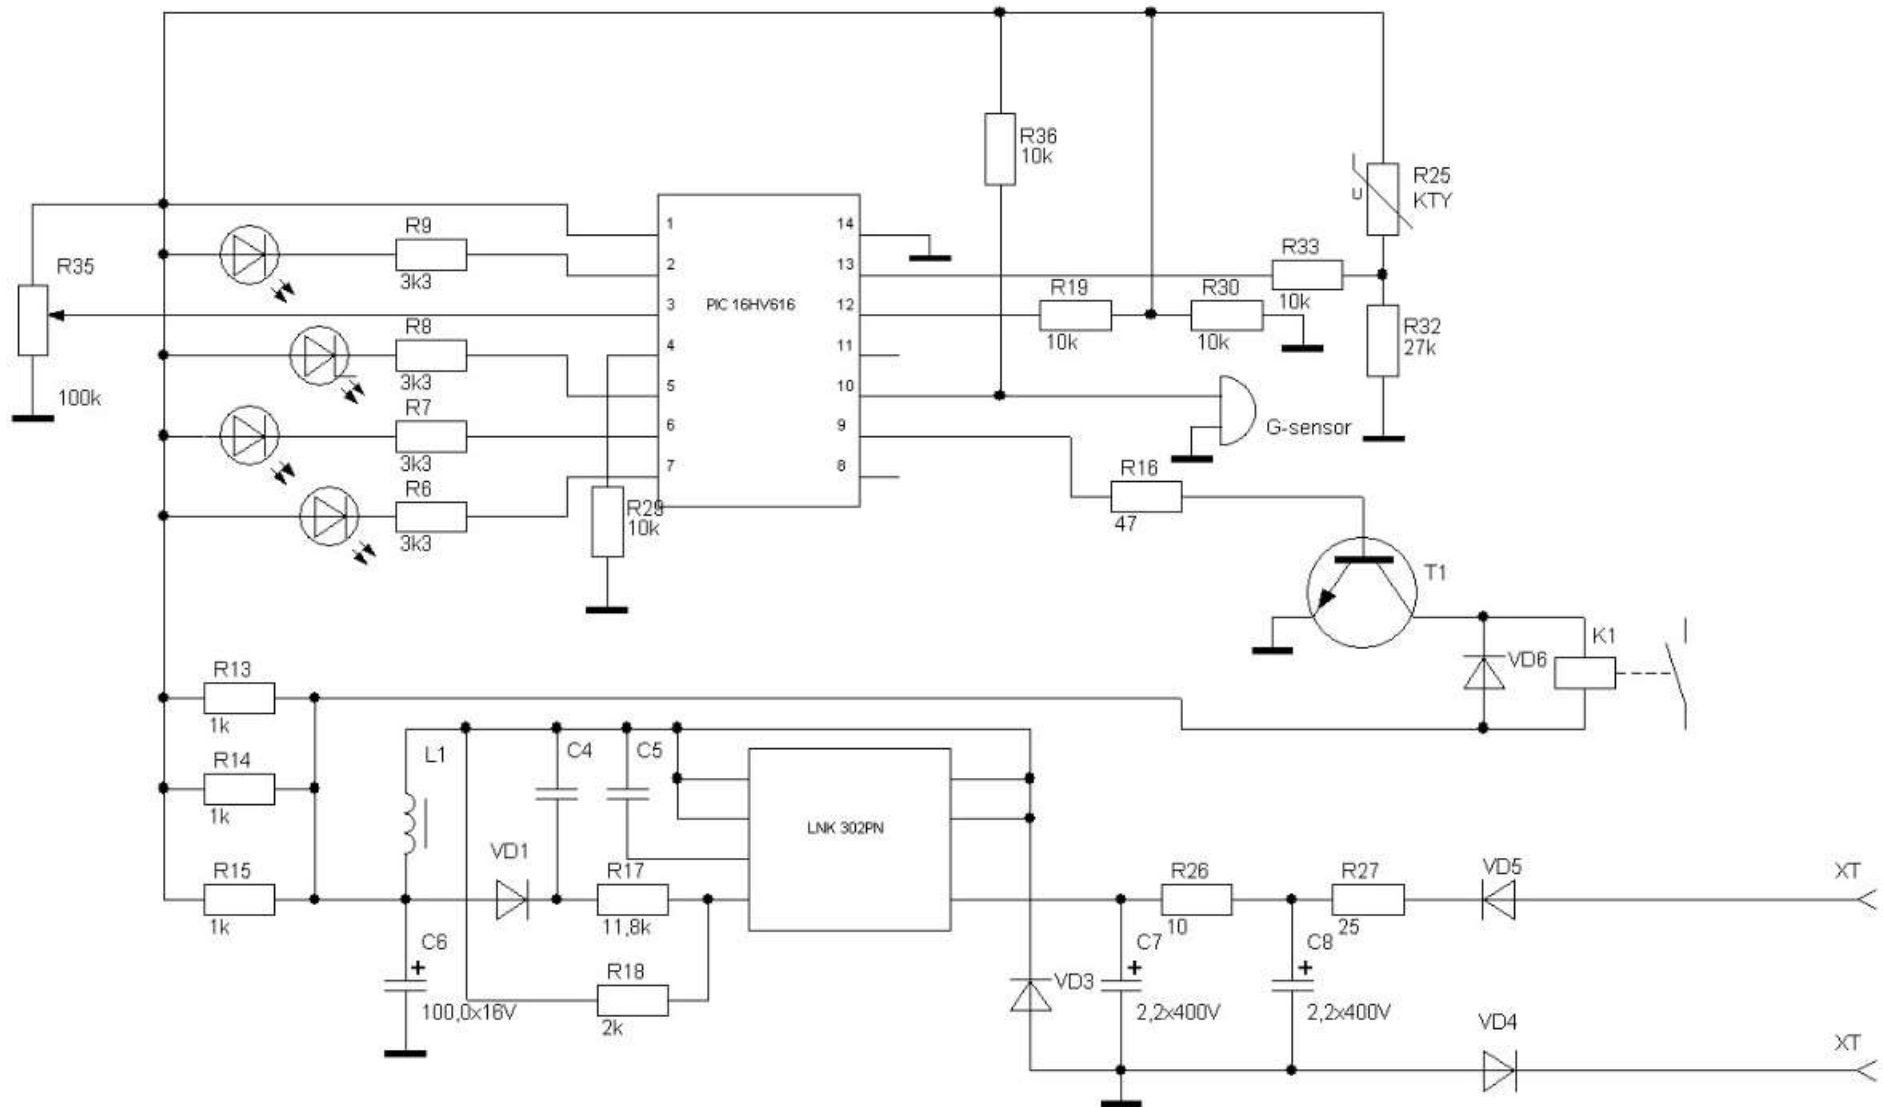 R36
10k
R25
KTY
U
R35
100k
R9
3k3
R8
3k3
R7
3k3
R6
3k3
1
2
3
4
5
6
7
PIC 16HV616
14
13
12
11
10
9
8
R29
10k
R33
10k
R19
10k
R30
10k
R32
27k
G-sensor
R16
47
T1
VD6
K1
R13
1k
R14
1k
R15
1k
L1
C4
C5
LNK 302PN
VD1
R17
11,8k
R18
2k
C6
+
100,0x16V
VD3
C7
+
2,2x400V
R26
10
C8
+
2,2x400V
R27
25
VD5
XT
VD4
XT